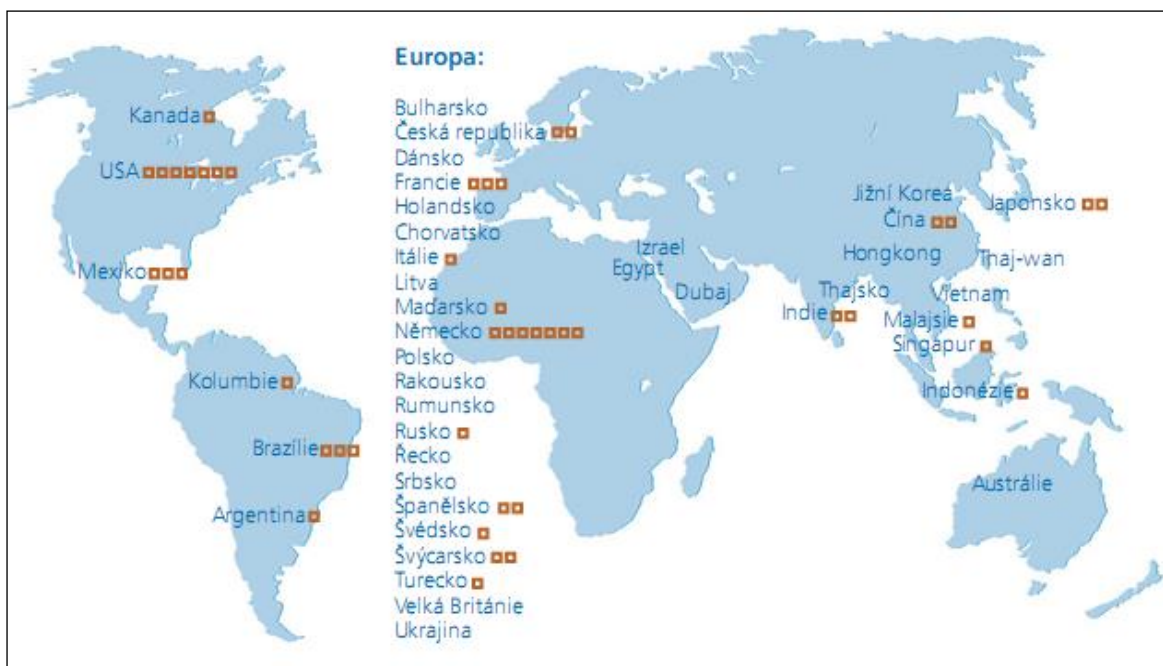 Kanada
USA
Mexiko
Kolumbie
Brazílie
Argentina
Europa:
Bulharsko
Česká republika
Dánsko
Francie
Holandsko
Chorvatsko
Itálie
Litva
Maďarsko
Německo
Polsko
Rakousko
Rumunsko
Rusko
Řecko
Srbsko
Španělsko
Švédsko
Švýcarsko
Turecko
Velká Británie
Ukrajina
Izrael
Egypt
Dubaj
Jižní Korea
Čína
Japonsko
Hongkong
Thaj-wan
Thajsko
Vietnam
Indie
Malajsie
Singapur
Indonézie
Austrálie